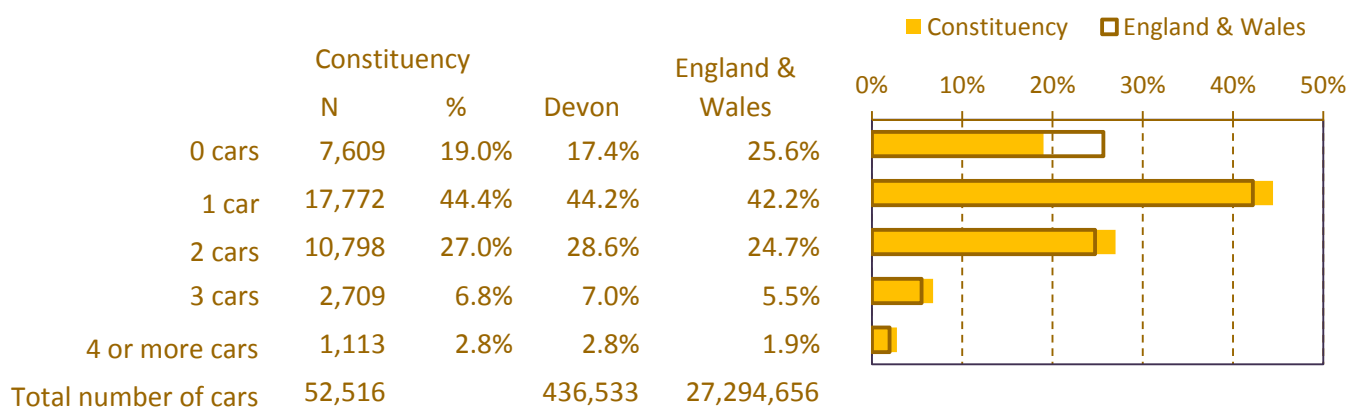 Constituency England & Wales
Constituency England &
N % Devon Wales
0% 10% 20% 30% 40% 50%
0 cars 7,609 19.0% 17.4% 25.6%
1 car 17,772 44.4% 44.2% 42.2%
2 cars 10,798 27.0% 28.6% 24.7%
3 cars 2,709 6.8% 7.0% 5.5%
4 or more cars 1,113 2.8% 2.8% 1.9%
Total number of cars 52,516 436,533 27,294,656